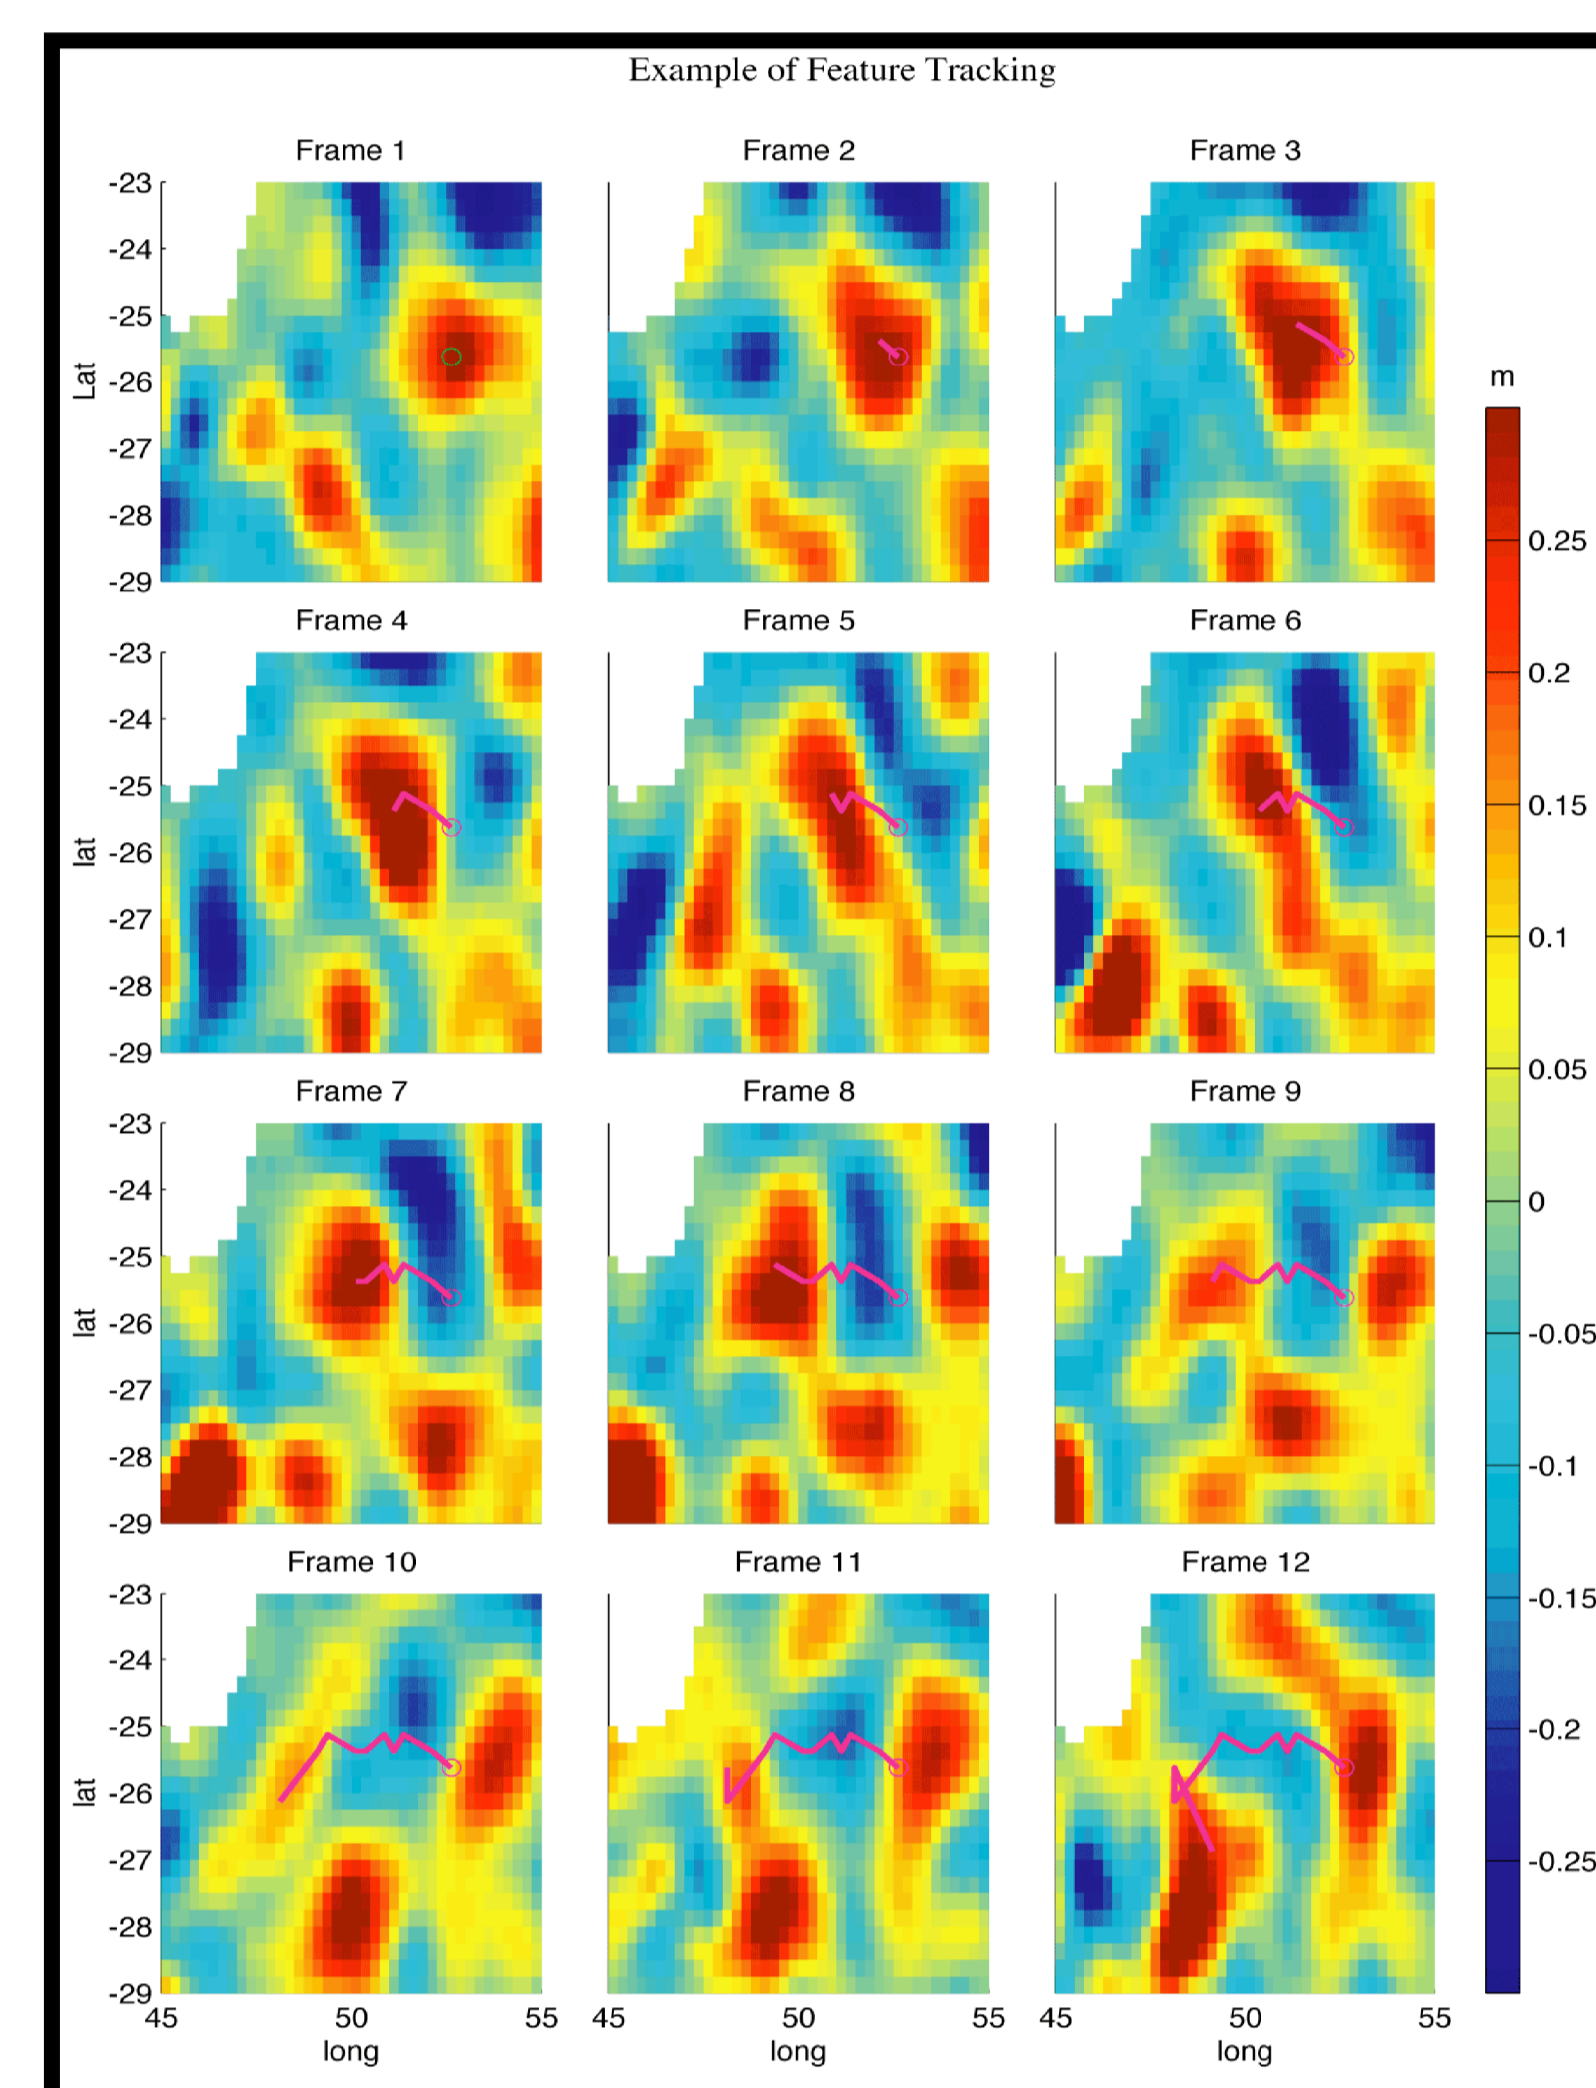 Example of Feature Tracking
Frame 1
Frame 2
Frame 3
-23
-24
-25
-26
-27
-28
-29
Lat
m
0.25
0.2
0.15
0.1
0.05
0
-0.05
-0.1
-0.15
-0.2
-0.25
Frame 4
Frame 5
Frame 6
-23
-24
-25
-26
-27
-28
-29
lat
Frame 7
Frame 8
Frame 9
-23
-24
-25
-26
-27
-28
-29
lat
Frame 10
Frame 11
Frame 12
-23
-24
-25
-26
-27
-28
-29
lat
45 50 55
45 50 55
45 50 55
long
long
long